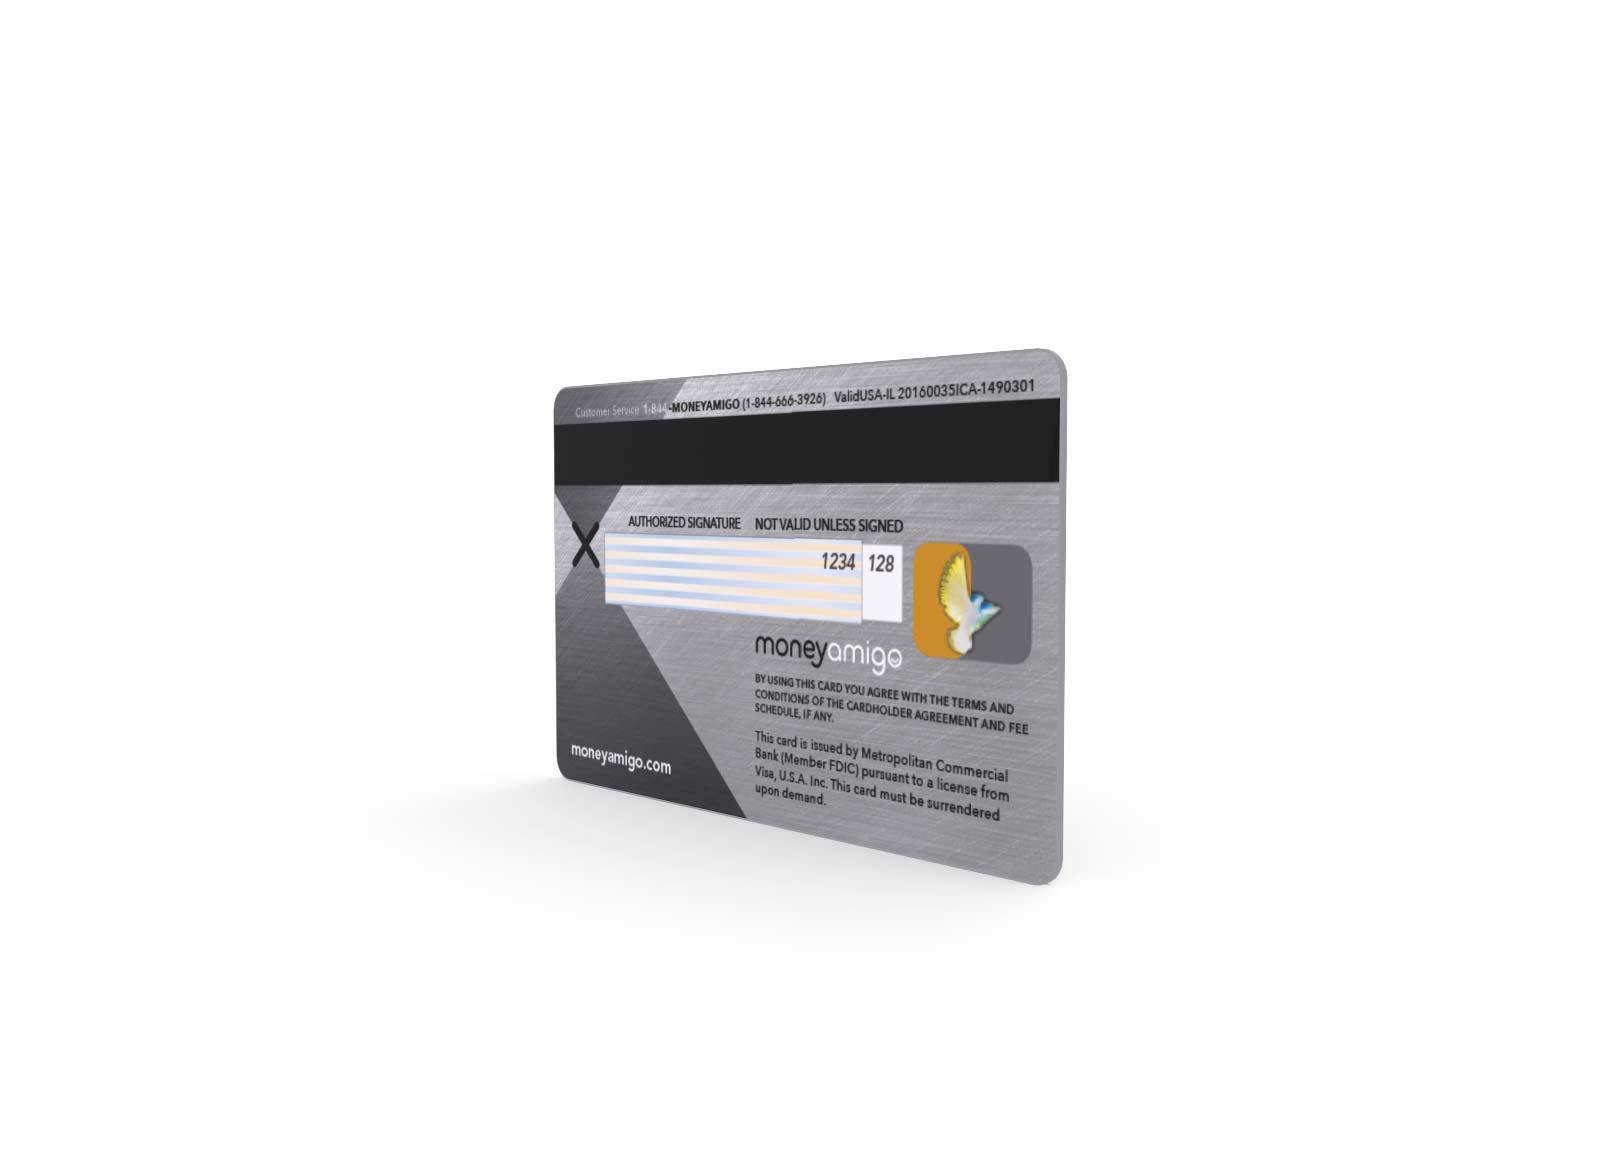 Customer Service 1-844-MONEYAMIGO (1-844-666-3926) ValidUSA-IL 20160035ICA-1490301
AUTHORIZED SIGNATURE NOT VALID UNLESS SIGNED
X
1234 128
moneyamigo
BY USING THIS CARD YOU AGREE WITH THE TERMS AND
CONDITIONS OF THE CARDHOLDER AGREEMENT AND FEE
SCHEDULE, IF ANY.
This card is issued by Metropolitan Commercial
Bank (Member FDIC) pursuant to a license from
Visa, U.S.A. Inc. This card must be surrendered
upon demand.
moneyamigo.com